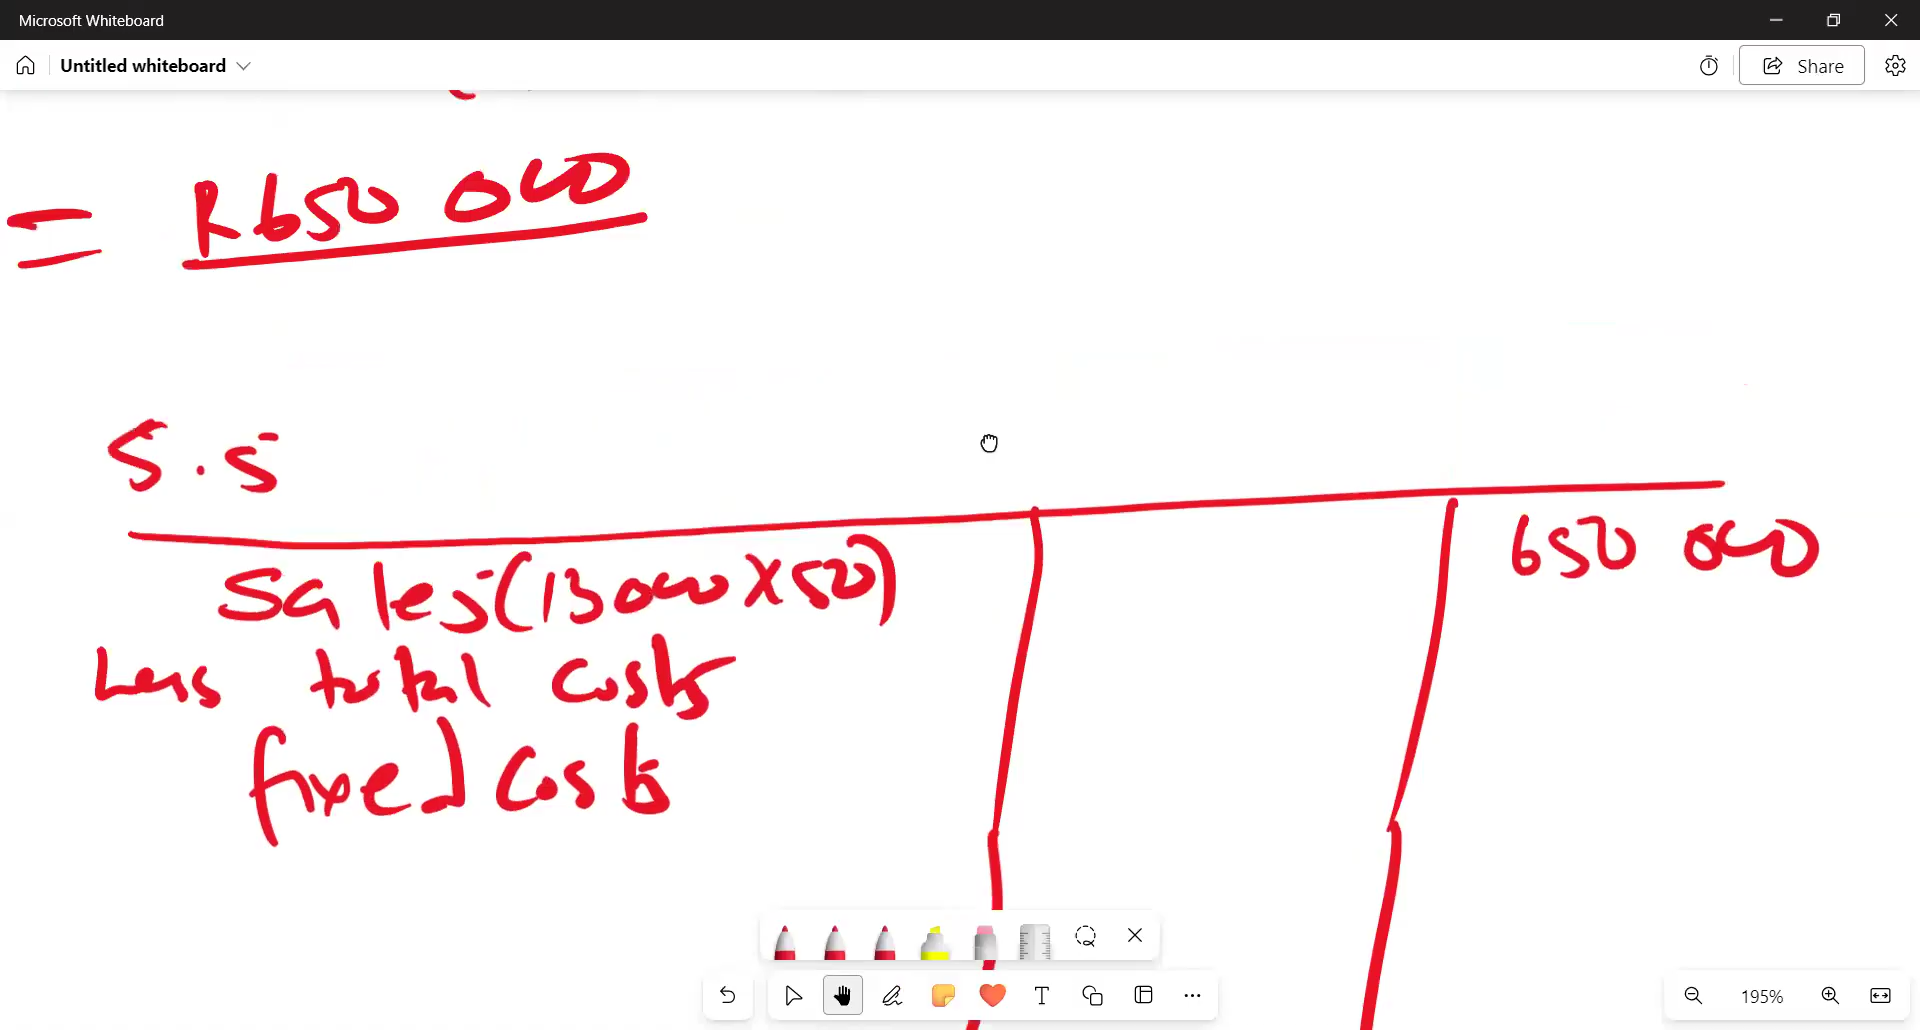 Microsoft Whiteboard
Untitled whiteboard
Share
= R650 000
5.5
Sales (13000 X 50)
650 000
Less total costs
fixed costs
T
195%